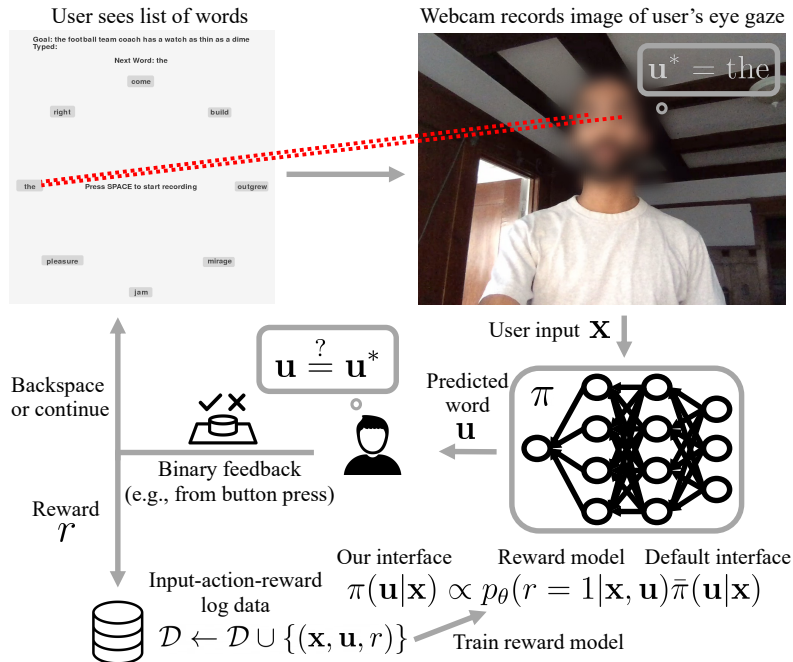 User sees list of words
Webcam records image of user's eye gaze
Goal: the football team coach has a watch as thin as a dime
Typed:
Next Word: the
come
right
build
the
Press SPACE to start recording
outgrew
pleasure
mirage
jam
u* = the
User input x
u ≟ u*
Backspace
or continue
Predicted
word
u
π
Binary feedback
(e.g., from button press)
Reward
r
Our interface
Reward model
Default interface
π(u|x) ∝ pθ(r = 1|x, u)π̄(u|x)
Input-action-reward
log data
𝒟 ← 𝒟 ∪ {(x, u, r)}
Train reward model